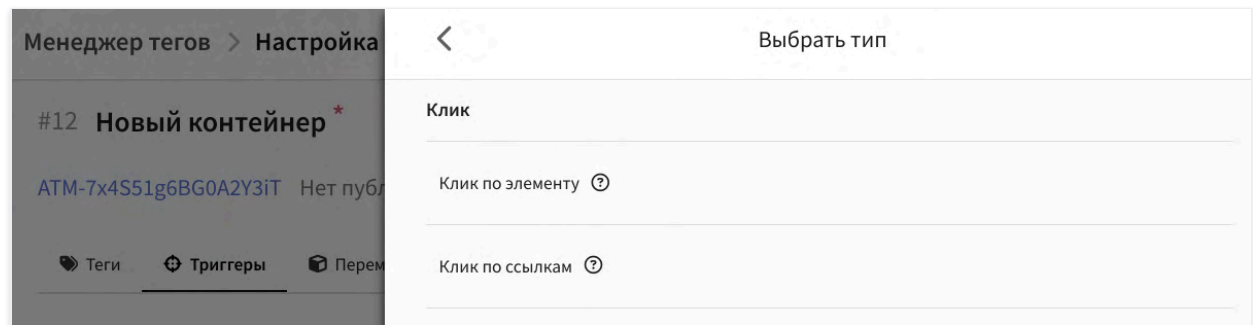 Менеджер тегов > Настройка
Выбрать тип
#12 Новый контейнер *
Клик
ATM-7x4S51g6BG0A2Y3iT Нет публ
Клик по элементу ?
Теги Триггеры Перем
Клик по ссылкам ?